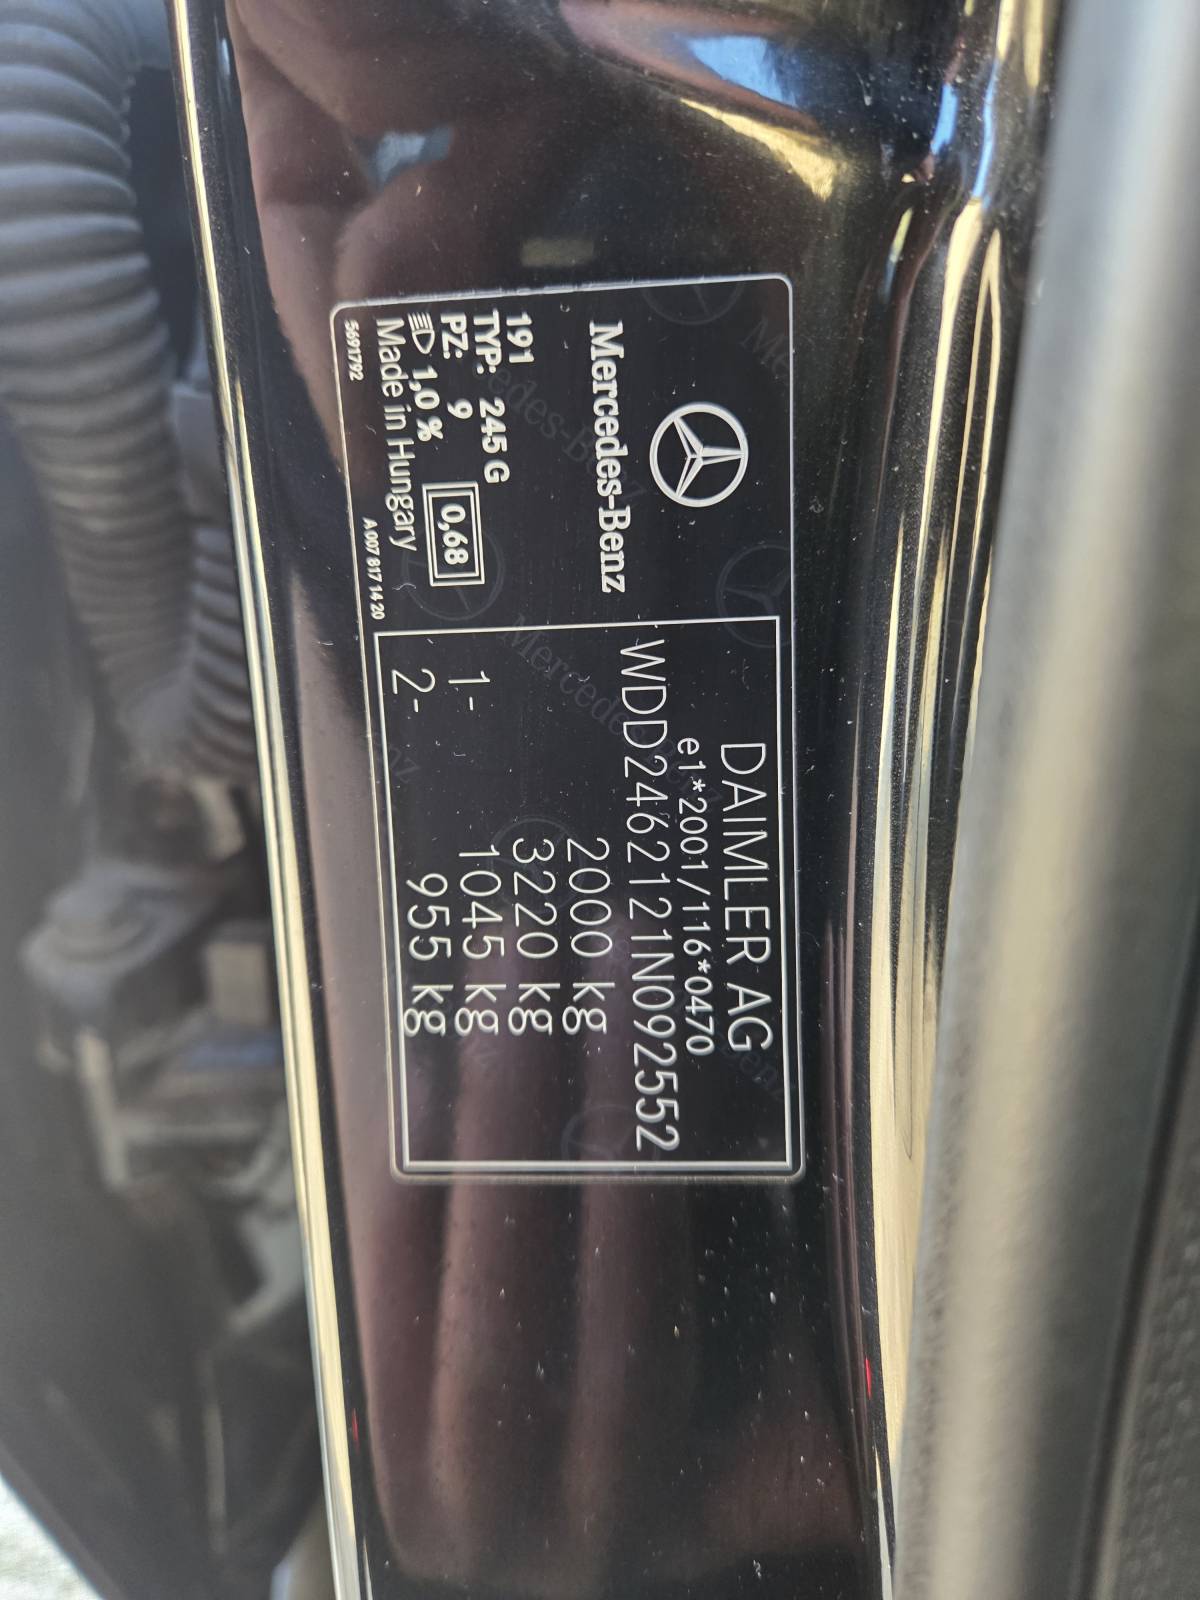 Mercedes-Benz
191
TYP: 245 G
PZ: 9
1,0 %
0,68
Made in Hungary
5691792
A 007 817 14 20
DAIMLER AG
e1*2001/116*0470
WDD2462121N092552
2000 kg
3220 kg
1- 1045 kg
2- 955 kg